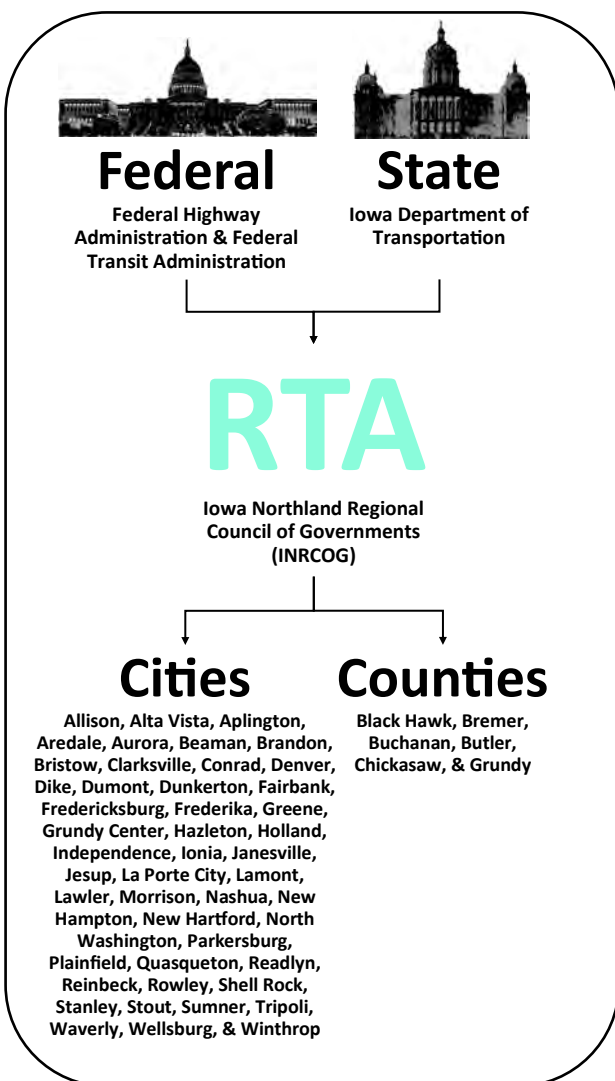 Federal
Federal Highway
Administration & Federal
Transit Administration
State
Iowa Department of
Transportation
RTA
Iowa Northland Regional
Council of Governments
(INRCOG)
Cities
Allison, Alta Vista, Aplington,
Aredale, Aurora, Beaman, Brandon,
Bristow, Clarksville, Conrad, Denver,
Dike, Dumont, Dunkerton, Fairbank,
Fredericksburg, Frederika, Greene,
Grundy Center, Hazleton, Holland,
Independence, Ionia, Janesville,
Jesup, La Porte City, Lamont,
Lawler, Morrison, Nashua, New
Hampton, New Hartford, North
Washington, Parkersburg,
Plainfield, Quasqueton, Readlyn,
Reinbeck, Rowley, Shell Rock,
Stanley, Stout, Sumner, Tripoli,
Waverly, Wellsburg, & Winthrop
Counties
Black Hawk, Bremer,
Buchanan, Butler,
Chickasaw, & Grundy